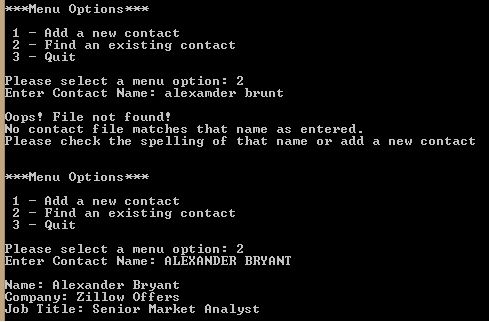 ***Menu Options***
1 - Add a new contact
2 - Find an existing contact
3 - Quit
Please select a menu option: 2
Enter Contact Name: alexamder brunt
Oops! File not found!
No contact file matches that name as entered.
Please check the spelling of that name or add a new contact
***Menu Options***
1 - Add a new contact
2 - Find an existing contact
3 - Quit
Please select a menu option: 2
Enter Contact Name: ALEXANDER BRYANT
Name: Alexander Bryant
Company: Zillow Offers
Job Title: Senior Market Analyst